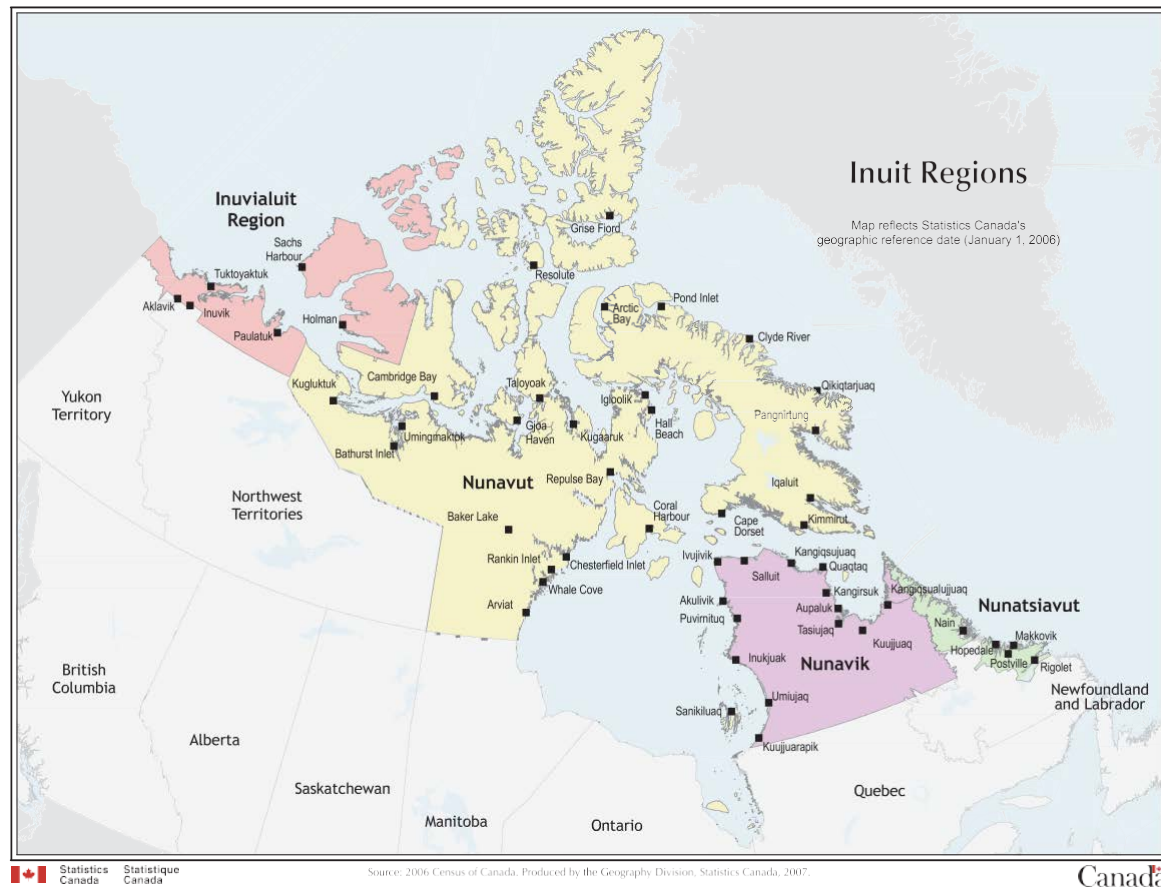 Inuit Regions
Map reflects Statistics Canada's
geographic reference date (January 1, 2006)
Inuvialuit
Region
Sachs
Harbour
Tuktoyaktuk
Aklavik
Inuvik
Paulatuk
Holman
Grise Fiord
Resolute
Arctic
Bay
Pond Inlet
Clyde River
Qikiqtarjuaq
Pangnirtung
Kugluktuk
Cambridge Bay
Taloyoak
Igloolik
Hall
Beach
Gjoa
Haven
Kugaaruk
Umingmaktok
Bathurst Inlet
Yukon
Territory
Northwest
Territories
Nunavut
Repulse Bay
Iqaluit
Baker Lake
Coral
Harbour
Cape
Dorset
Kimmirut
Rankin Inlet
Chesterfield Inlet
Whale Cove
Arviat
Ivujivik
Salluit
Kangiqsujuaq
Quaqtaq
Kangirsuk
Kangiqsualujjuaq
Akulivik
Aupaluk
Puvirnituq
Tasiujaq
Kuujjuaq
Nunatsiavut
Nain
Makkovik
Hopedale
Postville
Rigolet
Inukjuak
Nunavik
Umiujaq
Sanikiluaq
Kuujjuarapik
Newfoundland
and Labrador
British
Columbia
Alberta
Saskatchewan
Manitoba
Ontario
Quebec
Statistics Statistique
Canada Canada
Source: 2006 Census of Canada. Produced by the Geography Division, Statistics Canada, 2007.
Canada